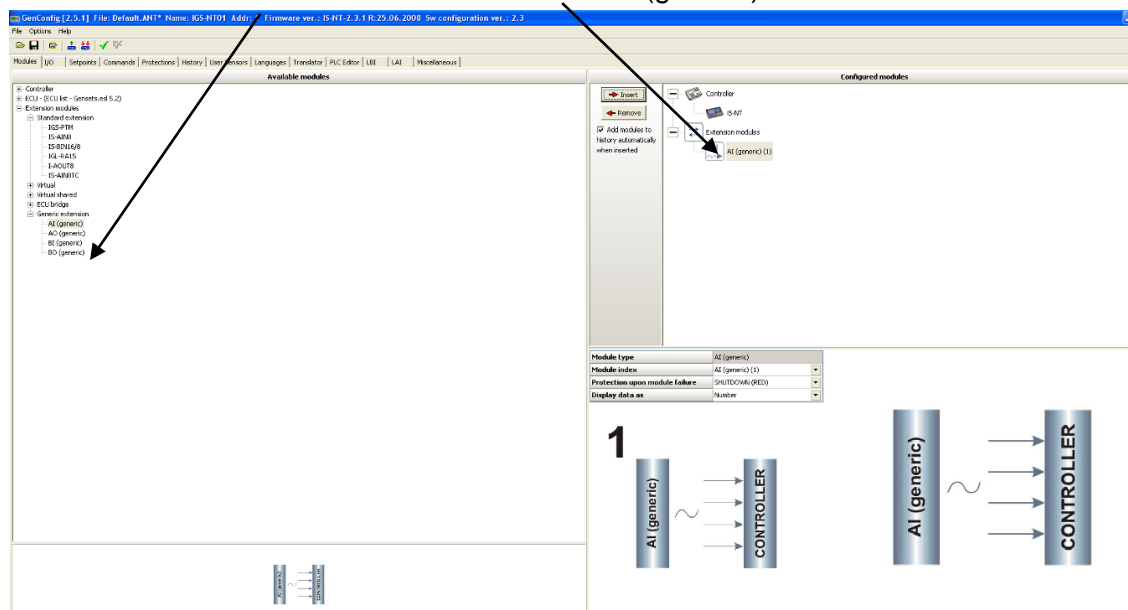 (generic)
GenConfig [2.5.1] File: Default.ANT* Name: IGS-NT01 Addr: Firmware ver.: IS-NT-2.3.1 R:25.06.2008 Sw configuration ver.: 2.3
File Options Help
Modules I/O Setpoints Commands Protections History User Sensors Languages Translator PLC Editor LBI LAI Miscellaneous
Available modules
Controller
ECU - (ECU list - Gensets.esl 5.2)
Extension modules
Standard extension
IGS-PTM
IS-AIN8
IS-BIN16/8
IGL-RA15
I-AOUT8
IS-AIN8TC
Virtual
Virtual shared
ECU bridge
Generic extension
AI (generic)
AO (generic)
BI (generic)
BO (generic)
AI (generic)
CONTROLLER
Configured modules
Insert
Remove
Add modules to
history automatically
when inserted
Controller
IS-NT
Extension modules
AI (generic) (1)
Module type AI (generic)
Module index AI (generic) (1)
Protection upon module failure SHUTDOWN (RED)
Display data as Number
1
AI (generic)
CONTROLLER
AI (generic)
CONTROLLER